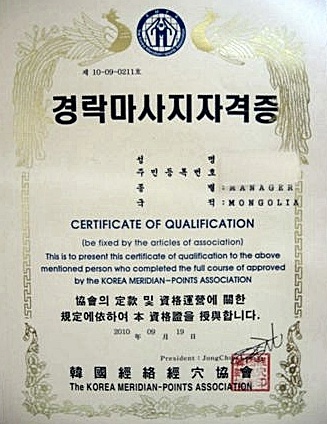 제 10-09-0211호
경락마사지자격증
성 명
주민등록번호
종 별 : MANAGER
국 적 : MONGOLIA
CERTIFICATE OF QUALIFICATION
(be fixed by the articles of association)
This is to present this certificate of qualification to the above
mentioned person who completed the full course of approved
by the KOREA MERIDIAN-POINTS ASSOCIATION
協會의 定款 및 資格運營에 關한
規定에依하여 本 資格證을 授與합니다.
2010 년 09 월 19 일
President : JongChu
韓國經絡經穴協會
The KOREA MERIDIAN-POINTS ASSOCIATION